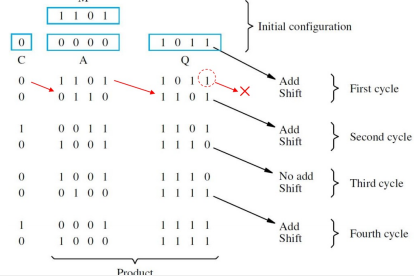 M
1 1 0 1
Initial configuration
0 0 0 0 0 1 0 1 1
C A Q
0 1 1 0 1 1 0 1 1 Add
First cycle
0 0 1 1 0 1 1 0 1 Shift
1 0 0 1 1 1 1 0 1 Add
Second cycle
0 1 0 0 1 1 1 1 0 Shift
0 1 0 0 1 1 1 1 0 No add
Third cycle
0 0 1 0 0 1 1 1 1 Shift
1 0 0 0 1 1 1 1 1 Add
Fourth cycle
0 1 0 0 0 1 1 1 1 Shift
Product